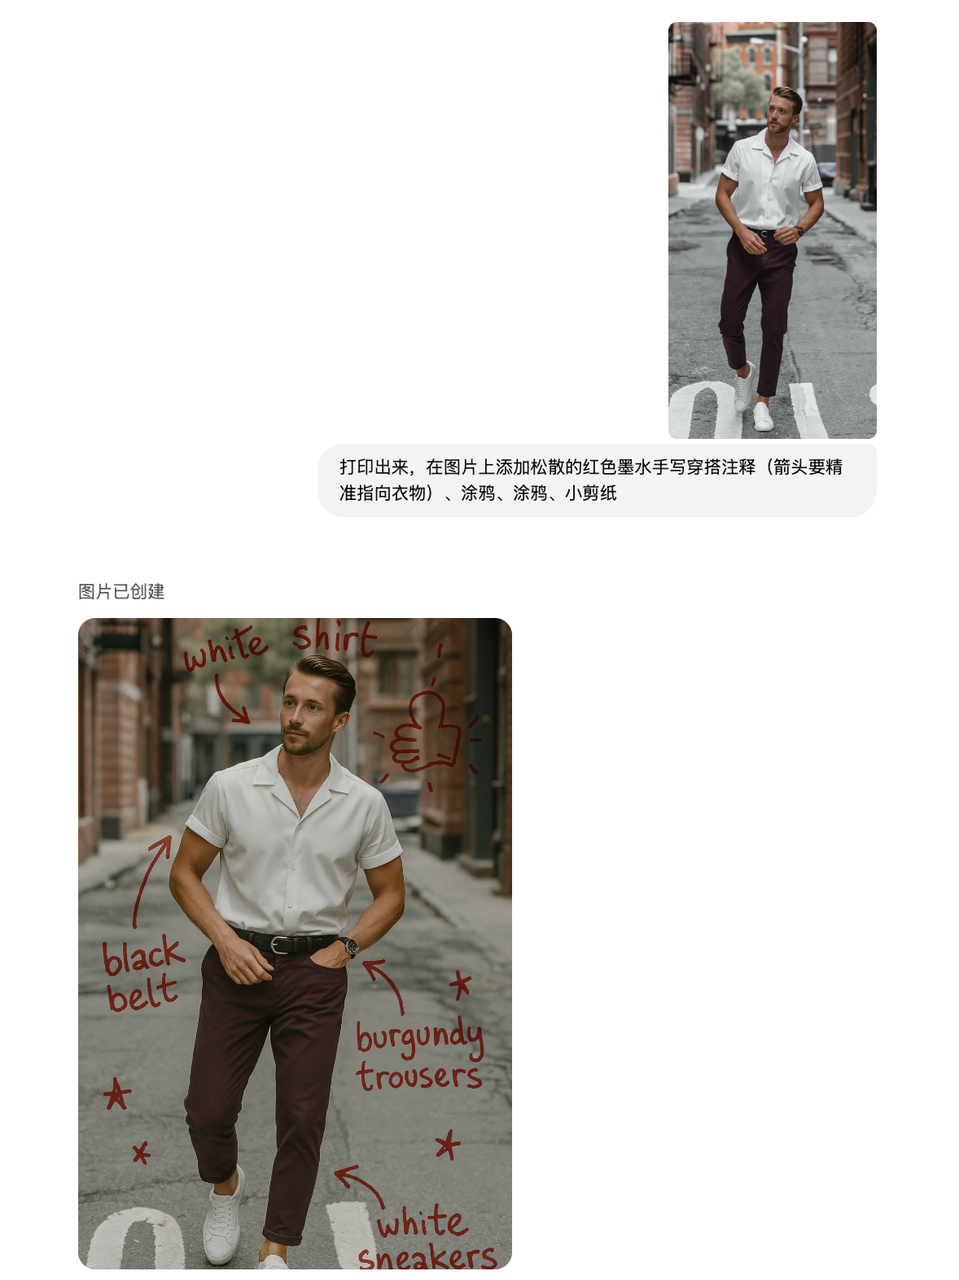 打印出来，在图片上添加松散的红色墨水手写穿搭注释（箭头要精
准指向衣物）、涂鸦、涂鸦、小剪纸
图片已创建
white shirt
black
belt
burgundy
trousers
white
sneakers